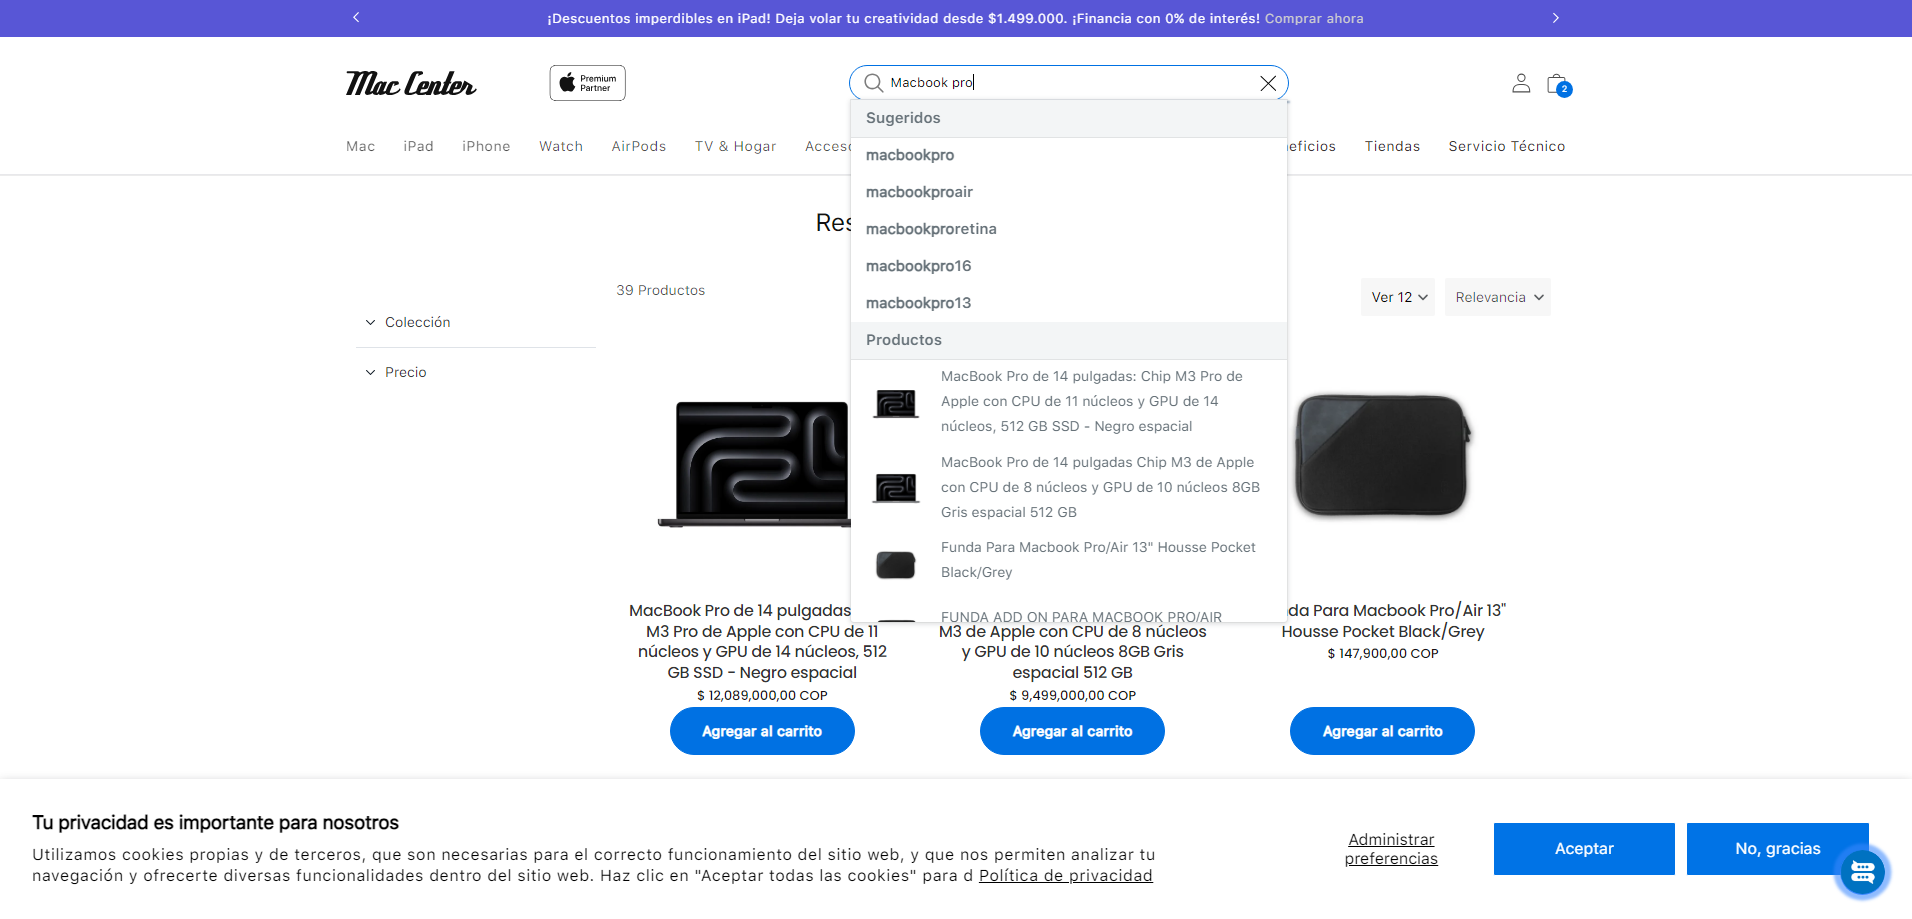 ¡Descuentos imperdibles en iPad! Deja volar tu creatividad desde $1.499.000. ¡Financia con 0% de interés! Comprar ahora
Mac Center
Premium
Partner
Macbook pro
2
Mac iPad iPhone Watch AirPods TV & Hogar Acceso eficios Tiendas Servicio Técnico
Sugeridos
macbookpro
macbookproair
macbookproretina
macbookpro16
macbookpro13
Productos
MacBook Pro de 14 pulgadas: Chip M3 Pro de
Apple con CPU de 11 núcleos y GPU de 14
núcleos, 512 GB SSD - Negro espacial
MacBook Pro de 14 pulgadas Chip M3 de Apple
con CPU de 8 núcleos y GPU de 10 núcleos 8GB
Gris espacial 512 GB
Funda Para Macbook Pro/Air 13" Housse Pocket
Black/Grey
FUNDA ADD ON PARA MACBOOK PRO/AIR
Res
39 Productos
Ver 12
Relevancia
Colección
Precio
MacBook Pro de 14 pulgadas
M3 Pro de Apple con CPU de 11
núcleos y GPU de 14 núcleos, 512
GB SSD - Negro espacial
$ 12,089,000,00 COP
Agregar al carrito
M3 de Apple con CPU de 8 núcleos
y GPU de 10 núcleos 8GB Gris
espacial 512 GB
$ 9,499,000,00 COP
Agregar al carrito
da Para Macbook Pro/Air 13"
Housse Pocket Black/Grey
$ 147,900,00 COP
Agregar al carrito
Tu privacidad es importante para nosotros
Utilizamos cookies propias y de terceros, que son necesarias para el correcto funcionamiento del sitio web, y que nos permiten analizar tu
navegación y ofrecerte diversas funcionalidades dentro del sitio web. Haz clic en "Aceptar todas las cookies" para d Política de privacidad
Administrar
preferencias
Aceptar
No, gracias